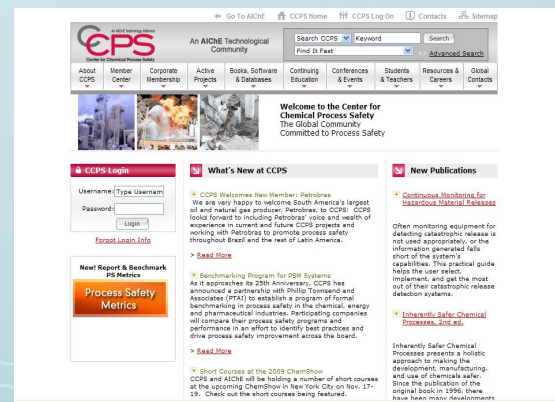 Go To AIChE CCPS Home CCPS Log On Contacts Sitemap
An AIChE Technology Alliance
CCPS
Center for Chemical Process Safety
An AIChE Technological
Community
Search CCPS Keyword Search
Find It Fast Advanced Search
About CCPS
Member Center
Corporate Membership
Active Projects
Books, Software & Databases
Continuing Education
Conferences & Events
Students & Teachers
Resources & Careers
Global Contacts
Welcome to the Center for
Chemical Process Safety
The Global Community
Committed to Process Safety
CCPS Login
Username: Type Usernam
Password:
Login
Forgot Login Info
New! Report & Benchmark
PS Metrics
Process Safety
Metrics
What's New at CCPS
CCPS Welcomes New Member: Petrobras
We are very happy to welcome South America's largest
oil and natural gas producer, Petrobras, to CCPS! CCPS
looks forward to including Petrobras' voice and wealth of
experience in current and future CCPS projects and
working with Petrobras to promote process safety
throughout Brazil and the rest of Latin America.
> Read More
Benchmarking Program for PSM Systems
As it approaches its 25th Anniversary, CCPS has
announced a partnership with Phillip Townsend and
Associates (PTAI) to establish a program of formal
benchmarking in process safety in the chemical, energy
and pharmaceutical industries. Participating companies
will compare their process safety programs and
performance in an effort to identify best practices and
drive process safety improvement across the board.
> Read More
Short Courses at the 2009 ChemShow
CCPS and AIChE will be holding a number of short courses
at the upcoming ChemShow in New York City on Nov. 17-
19. Check out the short courses being featured.
New Publications
Continuous Monitoring for
Hazardous Material Releases
Often monitoring equipment for
detecting catastrophic release is
not used appropriately, or the
information generated falls
short of the system's
capabilities. This practical guide
helps the user select,
implement, and get the most
out of their catastrophic release
detection systems.
Inherently Safer Chemical
Processes, 2nd ed.
Inherently Safer Chemical
Processes presents a holistic
approach to making the
development, manufacturing,
and use of chemicals safer.
Since the publication of the
original book in 1996, there
have been many developments